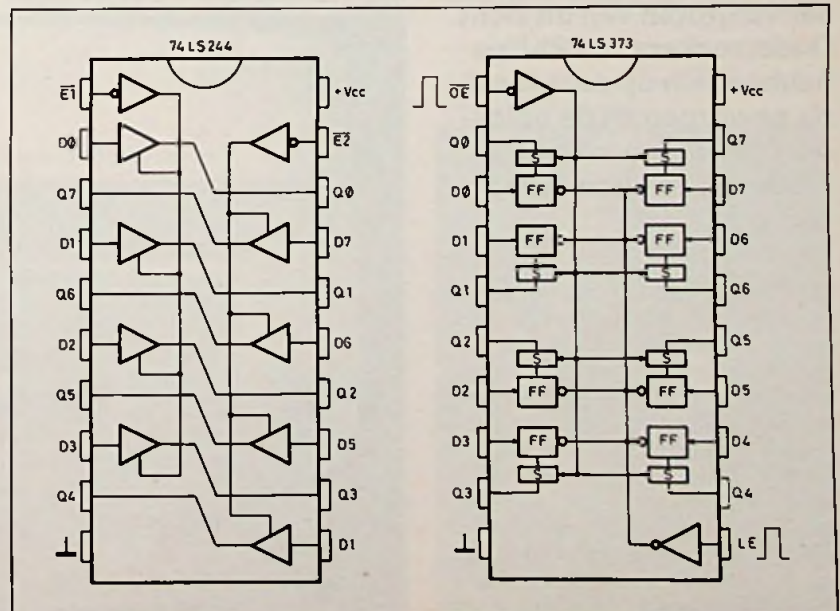 74 LS 244
E1
D0
Q7
D1
Q6
D2
Q5
D3
Q4
+Vcc
E2
Q0
D7
Q1
D6
Q2
D5
Q3
D1
74 LS 373
OE
Q0
D0
D1
Q1
Q2
D2
D3
Q3
+Vcc
Q7
D7
D6
Q6
Q5
D5
D4
Q4
LE
S
S
FF
FF
FF
FF
S
S
S
S
FF
FF
FF
FF
S
S